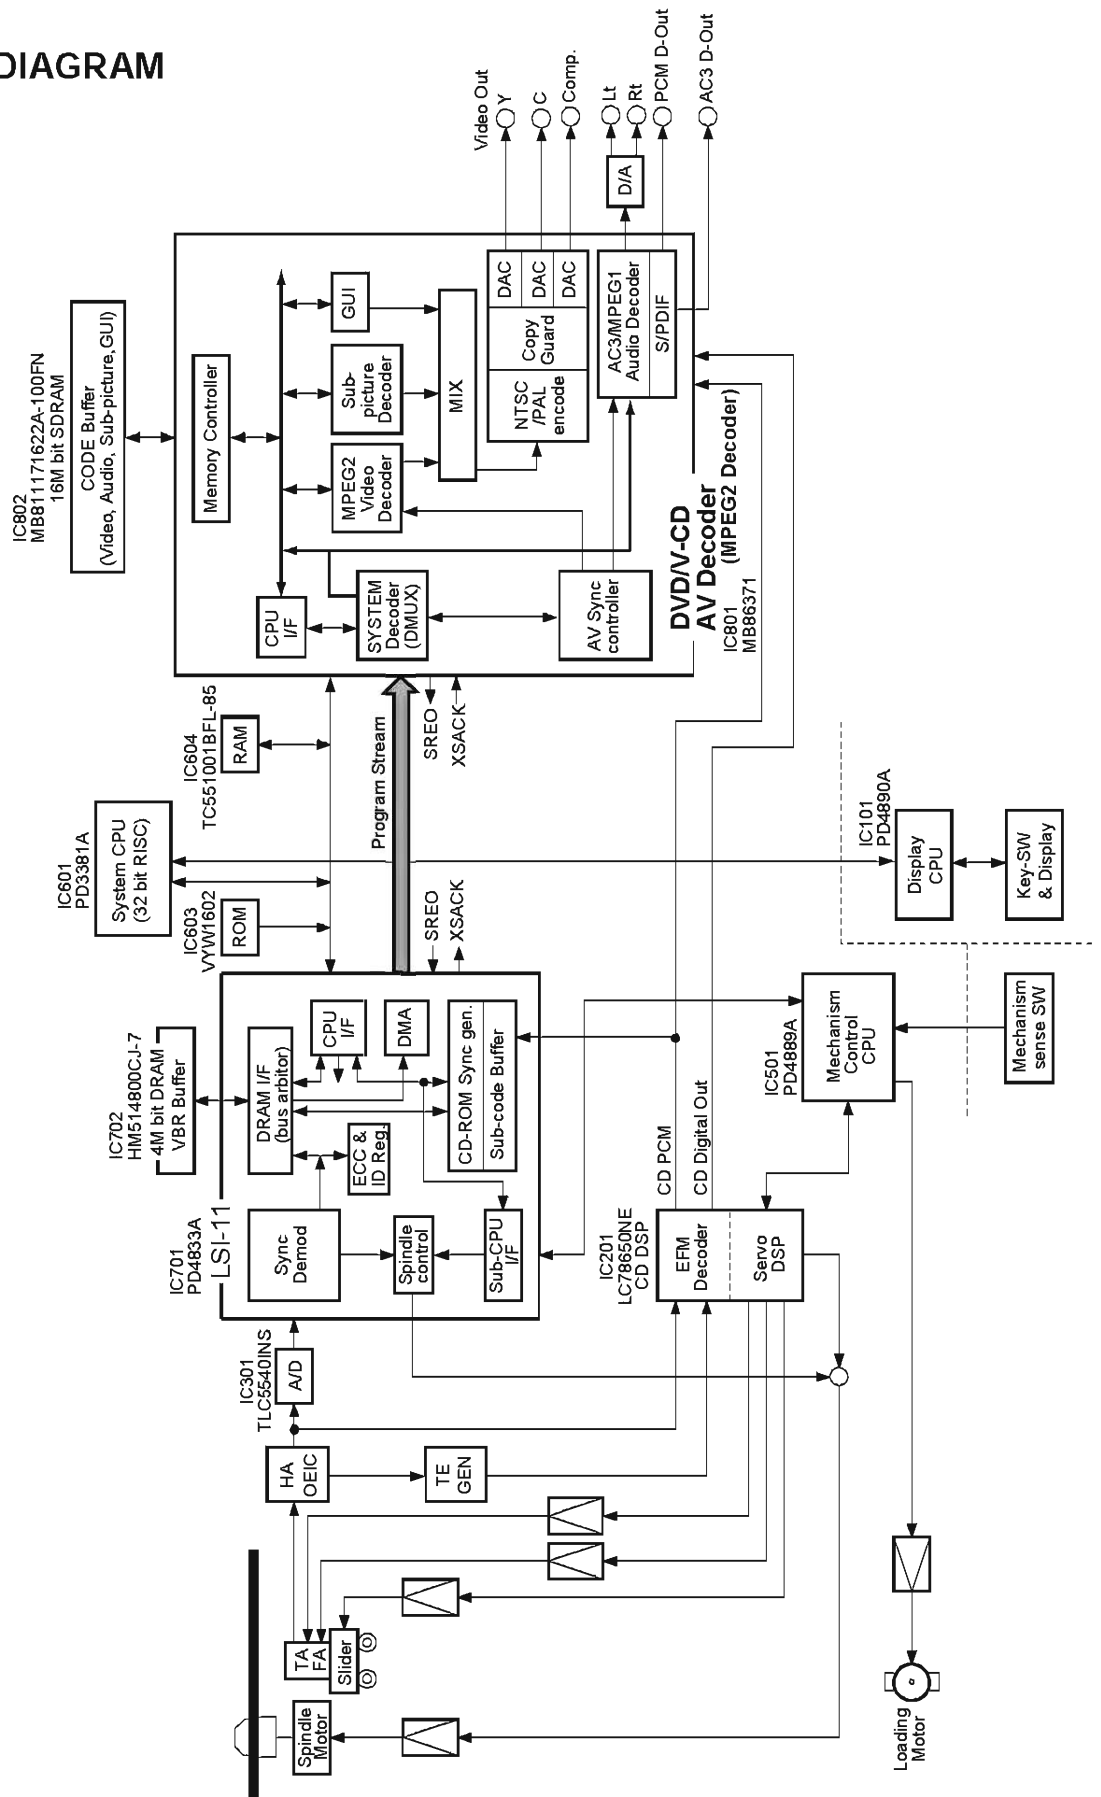 DIAGRAM
IC802
MB811171622A-100FN
16M bit SDRAM
CODE Buffer
(Video, Audio, Sub-picture,GUI)
Video Out
Y
C
Comp.
Lt
Rt
PCM D-Out
AC3 D-Out
D/A
Memory Controller
GUI
Sub-
picture
Decoder
MPEG2
Video
Decoder
MIX
DAC
DAC
DAC
Copy
Guard
NTSC
/PAL
encode
AC3/MPEG1
Audio Decoder
S/PDIF
CPU
I/F
SYSTEM
Decoder
(DMUX)
AV Sync
controller
DVD/V-CD
AV Decoder
(MPEG2 Decoder)
IC801
MB86371
IC604
TC551001BFL-85
RAM
IC601
PD3381A
System CPU
(32 bit RISC)
IC603
VYW1602
ROM
Program Stream
SREO
XSACK
SREO
XSACK
IC101
PD4890A
Display
CPU
Key-SW
& Display
IC702
HM514800CJ-7
4M bit DRAM
VBR Buffer
DRAM I/F
(bus arbitor)
CPU
I/F
DMA
CD-ROM Sync gen.
Sub-code Buffer
ECC &
ID Reg.
IC701
PD4833A
LSI-11
Sync
Demod
Spindle
control
Sub-CPU
I/F
CD PCM
CD Digital Out
IC501
PD4889A
Mechanism
Control
CPU
Mechanism
sense SW
IC201
LC78650NE
CD DSP
EFM
Decoder
Servo
DSP
IC301
TLC5540INS
A/D
HA
OEIC
TE
GEN
TA
FA
Slider
Spindle
Motor
Loading
Motor